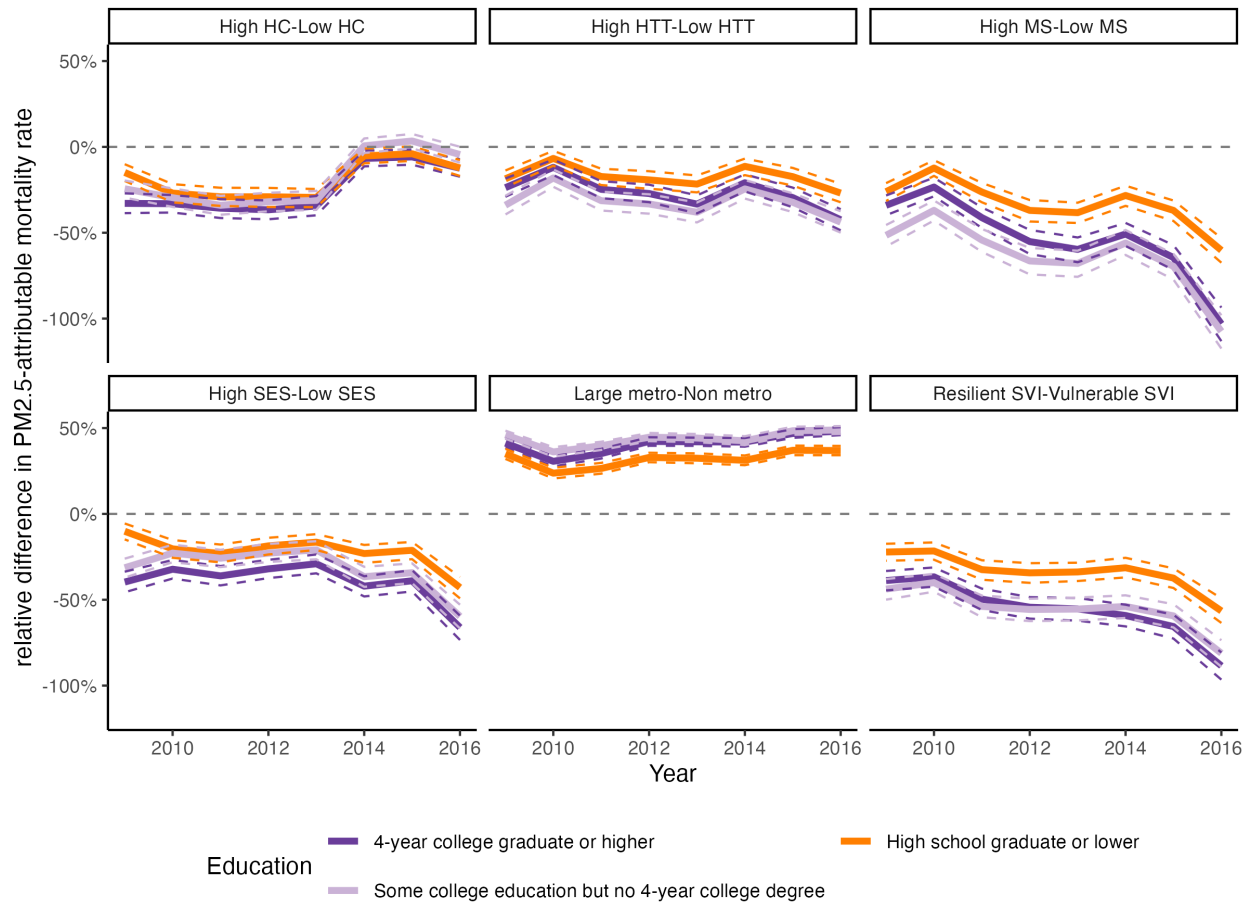 High HC-Low HC
High HTT-Low HTT
High MS-Low MS
50%
0%
-50%
-100%
High SES-Low SES
Large metro-Non metro
Resilient SVI-Vulnerable SVI
50%
0%
-50%
-100%
relative difference in PM2.5-attributable mortality rate
2010 2012 2014 2016
2010 2012 2014 2016
2010 2012 2014 2016
Year
Education
4-year college graduate or higher
High school graduate or lower
Some college education but no 4-year college degree